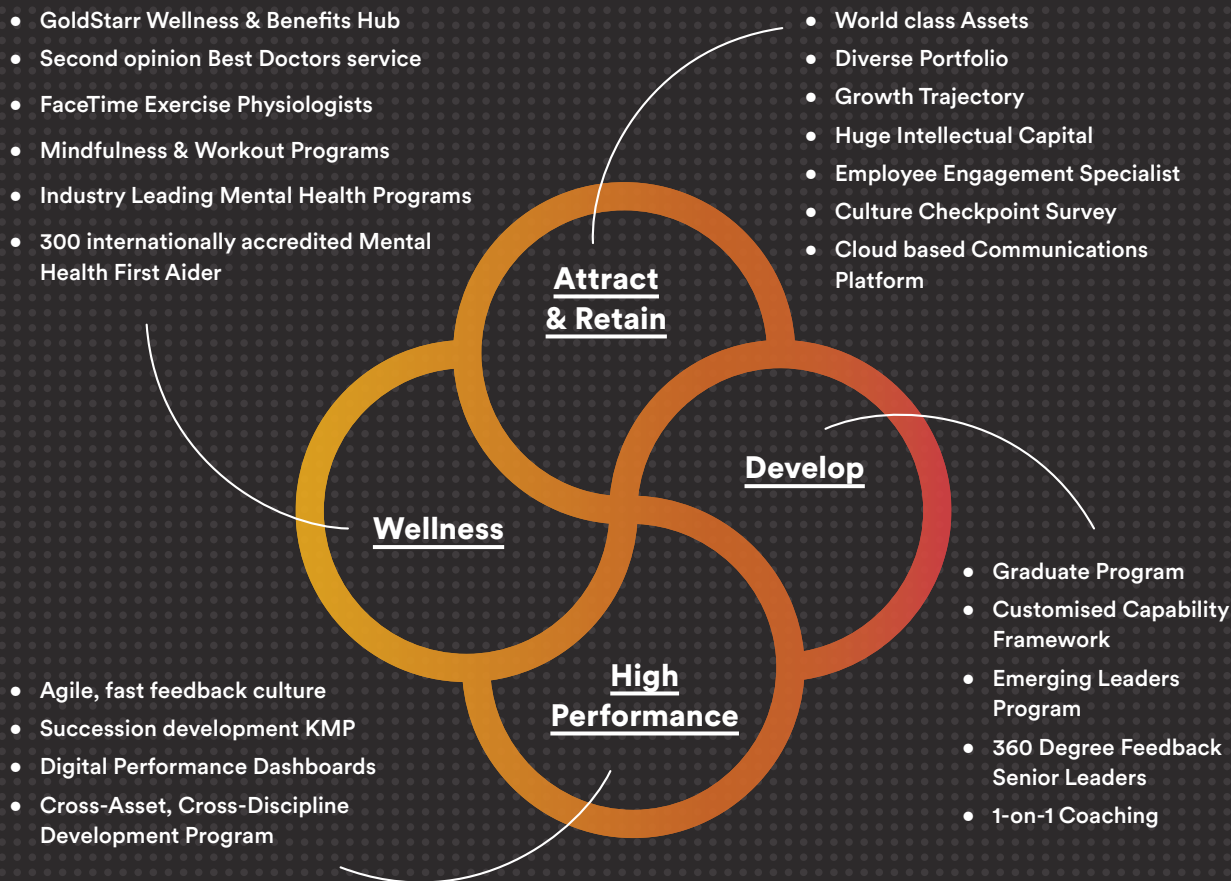 GoldStarr Wellness & Benefits Hub
Second opinion Best Doctors service
FaceTime Exercise Physiologists
Mindfulness & Workout Programs
Industry Leading Mental Health Programs
300 internationally accredited Mental
Health First Aider
World class Assets
Diverse Portfolio
Growth Trajectory
Huge Intellectual Capital
Employee Engagement Specialist
Culture Checkpoint Survey
Cloud based Communications
Platform
Attract
& Retain
Develop
Wellness
High
Performance
Graduate Program
Customised Capability
Framework
Emerging Leaders
Program
360 Degree Feedback
Senior Leaders
1-on-1 Coaching
Agile, fast feedback culture
Succession development KMP
Digital Performance Dashboards
Cross-Asset, Cross-Discipline
Development Program